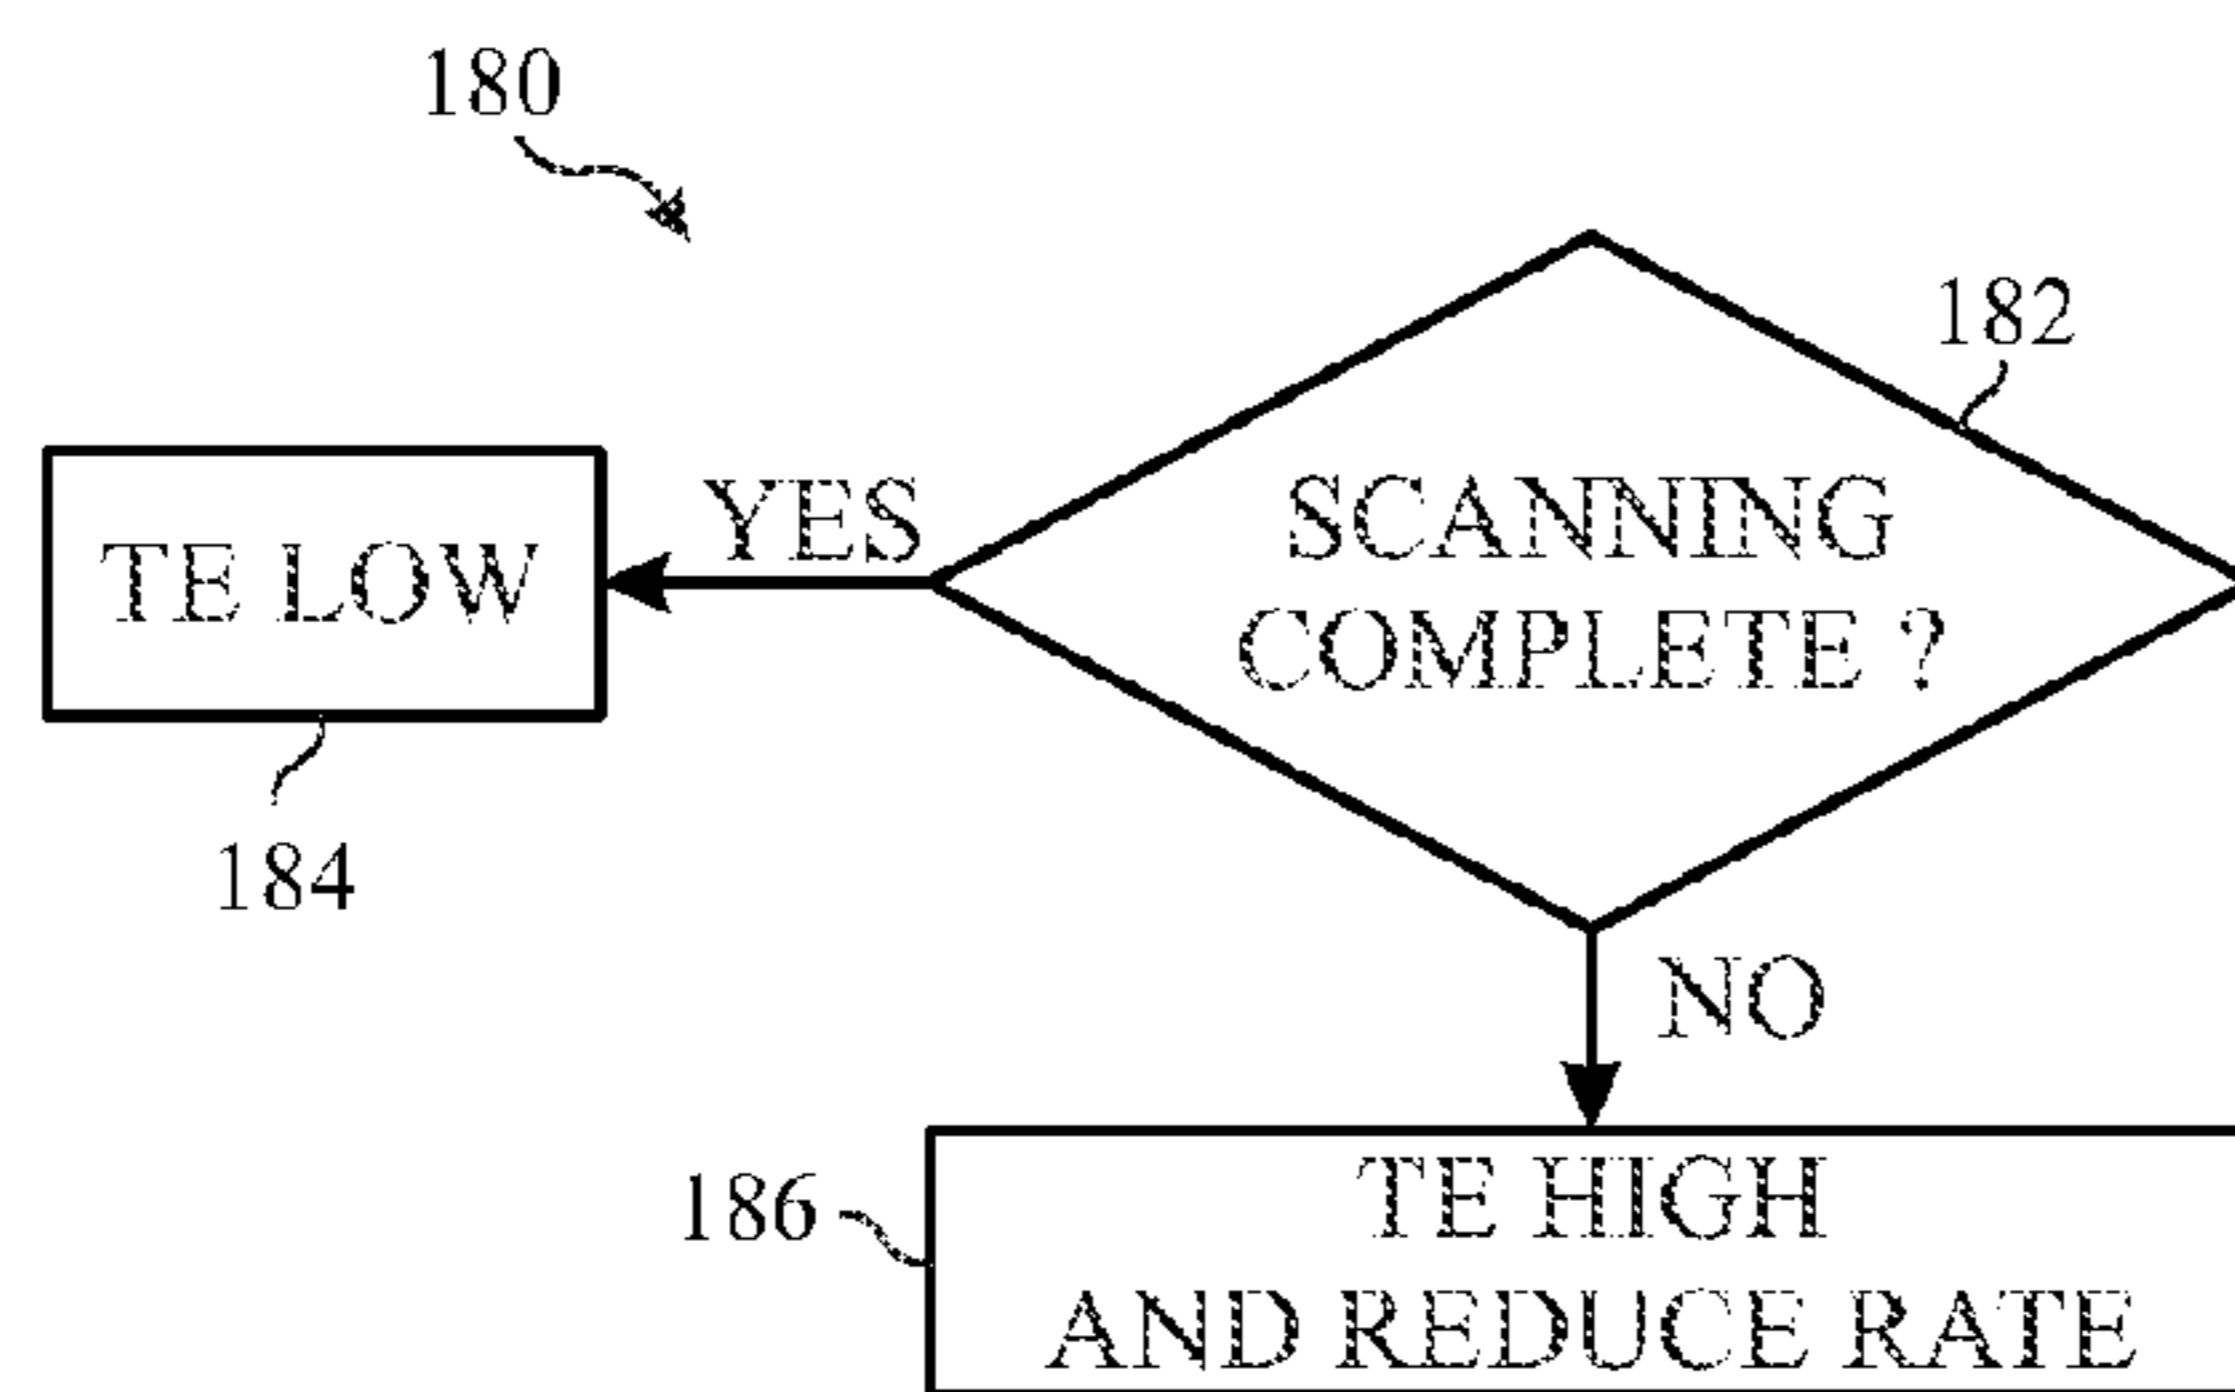 180
182
YES
SCANNING
COMPLETE ?
TE LOW
184
NO
186
TE HIGH
AND REDUCE RATE